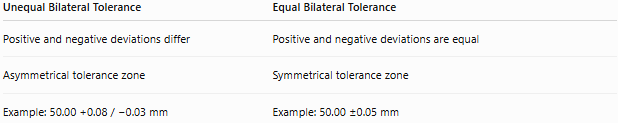 Unequal Bilateral Tolerance Equal Bilateral Tolerance
Positive and negative deviations differ Positive and negative deviations are equal
Asymmetrical tolerance zone Symmetrical tolerance zone
Example: 50.00 +0.08 / −0.03 mm Example: 50.00 ±0.05 mm